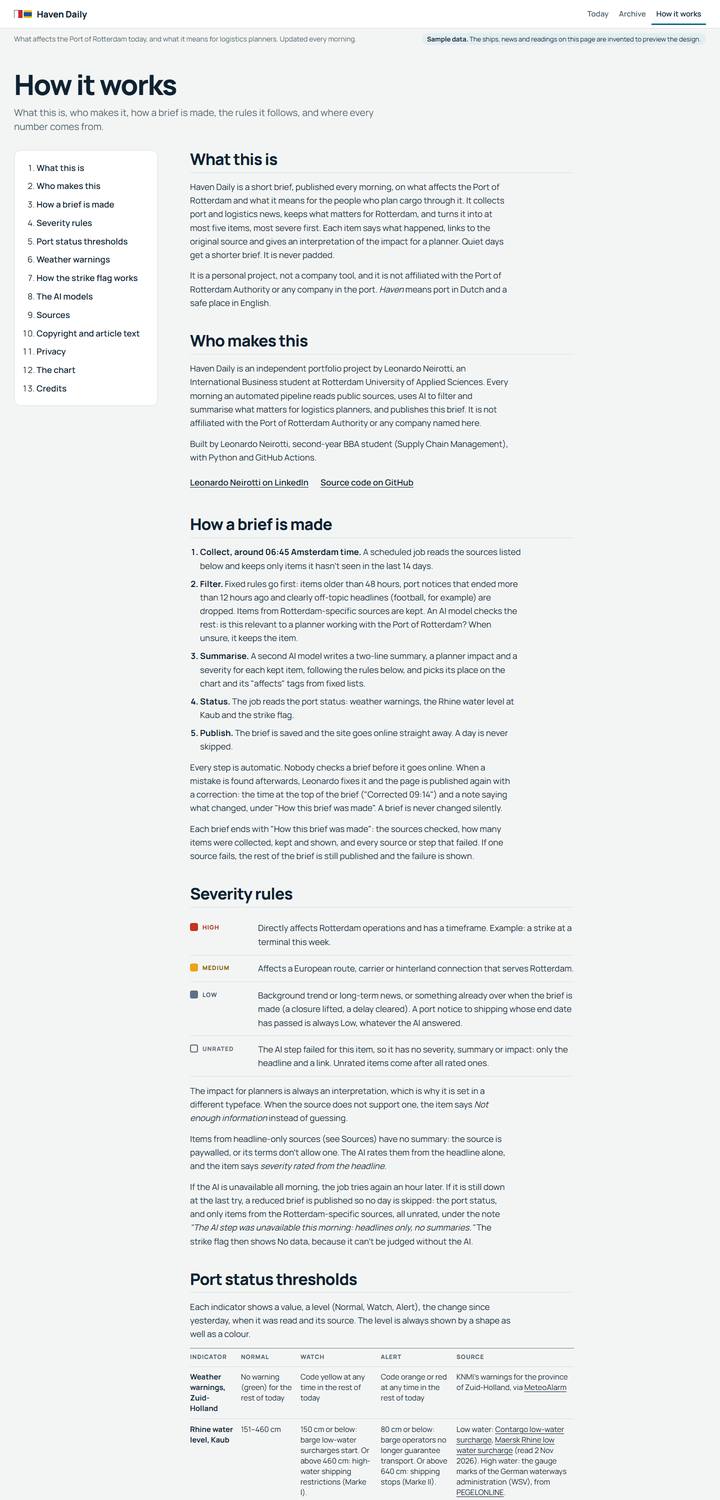 Haven Daily
Today Archive How it works
What affects the Port of Rotterdam today, and what it means for logistics planners. Updated every morning.
Sample data. The ships, news and readings on this page are invented to preview the design.
How it works
What this is, who makes it, how a brief is made, the rules it follows, and where every
number comes from.
1. What this is
2. Who makes this
3. How a brief is made
4. Severity rules
5. Port status thresholds
6. Weather warnings
7. How the strike flag works
8. The AI models
9. Sources
10. Copyright and article text
11. Privacy
12. The chart
13. Credits
What this is
Haven Daily is a short brief, published every morning, on what affects the Port of
Rotterdam and what it means for the people who plan cargo through it. It collects
port and logistics news, keeps what matters for Rotterdam, and turns it into at
most five items, most severe first. Each item says what happened, links to the
original source and gives an interpretation of the impact for a planner. Quiet days
get a shorter brief. It is never padded.
It is a personal project, not a company tool, and it is not affiliated with the Port of
Rotterdam Authority or any company in the port. Haven means port in Dutch and a
safe place in English.
Who makes this
Haven Daily is an independent portfolio project by Leonardo Neirotti, an
International Business student at Rotterdam University of Applied Sciences. Every
morning an automated pipeline reads public sources, uses AI to filter and
summarise what matters for logistics planners, and publishes this brief. It is not
affiliated with the Port of Rotterdam Authority or any company named here.
Built by Leonardo Neirotti, second-year BBA student (Supply Chain Management),
with Python and GitHub Actions.
Leonardo Neirotti on LinkedIn Source code on GitHub
How a brief is made
1. Collect, around 06:45 Amsterdam time. A scheduled job reads the sources listed
below and keeps only items it hasn't seen in the last 14 days.
2. Filter. Fixed rules go first: items older than 48 hours, port notices that ended more
than 12 hours ago and clearly off-topic headlines (football, for example) are
dropped. Items from Rotterdam-specific sources are kept. An AI model checks the
rest: is this relevant to a planner working with the Port of Rotterdam? When
unsure, it keeps the item.
3. Summarise. A second AI model writes a two-line summary, a planner impact and a
severity for each kept item, following the rules below, and picks its place on the
chart and its "affects" tags from fixed lists.
4. Status. The job reads the port status: weather warnings, the Rhine water level at
Kaub and the strike flag.
5. Publish. The brief is saved and the site goes online straight away. A day is never
skipped.
Every step is automatic. Nobody checks a brief before it goes online. When a
mistake is found afterwards, Leonardo fixes it and the page is published again with
a correction: the time at the top of the brief ("Corrected 09:14") and a note saying
what changed, under "How this brief was made". A brief is never changed silently.
Each brief ends with "How this brief was made": the sources checked, how many
items were collected, kept and shown, and every source or step that failed. If one
source fails, the rest of the brief is still published and the failure is shown.
Severity rules
HIGH Directly affects Rotterdam operations and has a timeframe. Example: a strike at a
terminal this week.
MEDIUM Affects a European route, carrier or hinterland connection that serves Rotterdam.
LOW Background trend or long-term news, or something already over when the brief is
made (a closure lifted, a delay cleared). A port notice to shipping whose end date
has passed is always Low, whatever the AI answered.
UNRATED The AI step failed for this item, so it has no severity, summary or impact: only the
headline and a link. Unrated items come after all rated ones.
The impact for planners is always an interpretation, which is why it is set in a
different typeface. When the source does not support one, the item says Not
enough information instead of guessing.
Items from headline-only sources (see Sources) have no summary: the source is
paywalled, or its terms don't allow one. The AI rates them from the headline alone,
and the item says severity rated from the headline.
If the AI is unavailable all morning, the job tries again an hour later. If it is still down
at the last try, a reduced brief is published so no day is skipped: the port status,
and only items from the Rotterdam-specific sources, all unrated, under the note
"The AI step was unavailable this morning: headlines only, no summaries." The
strike flag then shows No data, because it can't be judged without the AI.
Port status thresholds
Each indicator shows a value, a level (Normal, Watch, Alert), the change since
yesterday, when it was read and its source. The level is always shown by a shape as
well as a colour.
INDICATOR NORMAL WATCH ALERT SOURCE
Weather warnings, Zuid-Holland
No warning (green) for the rest of today
Code yellow at any time in the rest of today
Code orange or red at any time in the rest of today
KNMI's warnings for the province of Zuid-Holland, via MeteoAlarm
Rhine water level, Kaub
151–460 cm
150 cm or below: barge low-water surcharges start. Or above 460 cm: high-water shipping restrictions (Marke I).
80 cm or below: barge operators no longer guarantee transport. Or above 640 cm: shipping stops (Marke II).
Low water: Contargo low-water surcharge, Maersk Rhine low water surcharge (read 2 Nov 2026). High water: the gauge marks of the German waterways administration (WSV), from PEGELONLINE.